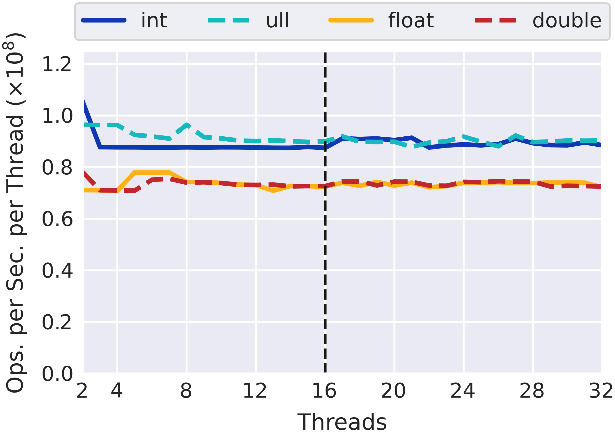 int ull float double
Ops. per Sec. per Thread (×10⁸)
1.2
1.0
0.8
0.6
0.4
0.2
0.0
2 4 8 12 16 20 24 28 32
Threads